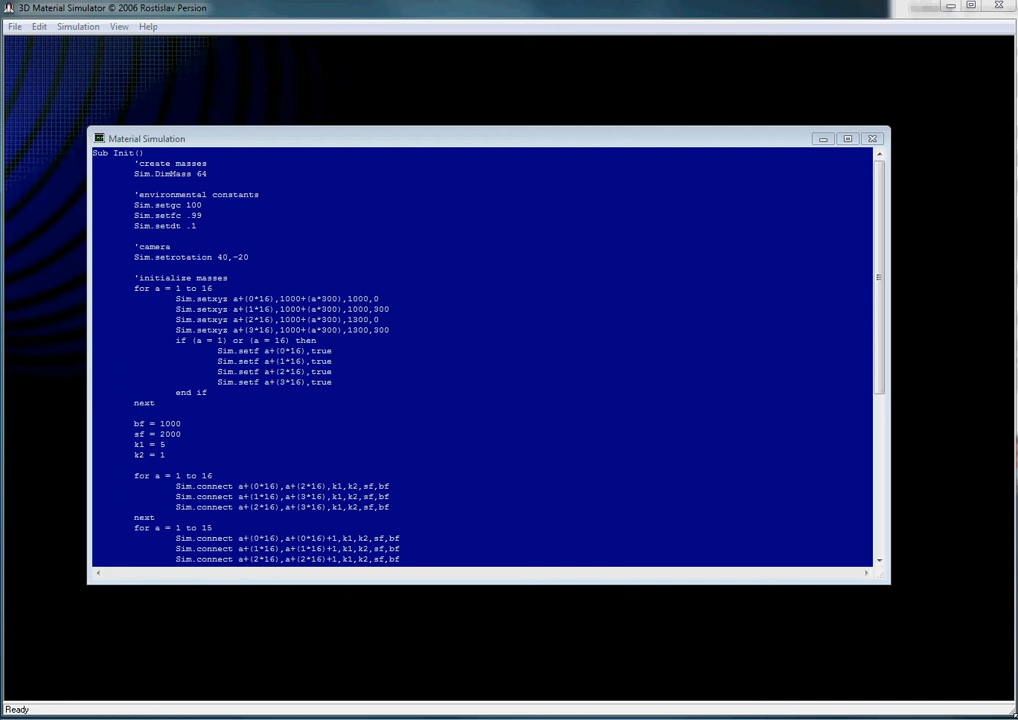 3D Material Simulator © 2006 Rostislav Persion
File Edit Simulation View Help
Material Simulation
Sub Init()
'create masses
Sim.DimMass 64
'environmental constants
Sim.setgc 100
Sim.setfc .99
Sim.setdt .1
'camera
Sim.setrotation 40,-20
'initialize masses
for a = 1 to 16
Sim.setxyz a+(0*16),1000+(a*300),1000,0
Sim.setxyz a+(1*16),1000+(a*300),1000,300
Sim.setxyz a+(2*16),1000+(a*300),1300,0
Sim.setxyz a+(3*16),1000+(a*300),1300,300
if (a = 1) or (a = 16) then
Sim.setf a+(0*16),true
Sim.setf a+(1*16),true
Sim.setf a+(2*16),true
Sim.setf a+(3*16),true
end if
next
bf = 1000
sf = 2000
k1 = 5
k2 = 1
for a = 1 to 16
Sim.connect a+(0*16),a+(2*16),k1,k2,sf,bf
Sim.connect a+(1*16),a+(3*16),k1,k2,sf,bf
Sim.connect a+(2*16),a+(3*16),k1,k2,sf,bf
next
for a = 1 to 15
Sim.connect a+(0*16),a+(0*16)+1,k1,k2,sf,bf
Sim.connect a+(1*16),a+(1*16)+1,k1,k2,sf,bf
Sim.connect a+(2*16),a+(2*16)+1,k1,k2,sf,bf
Ready